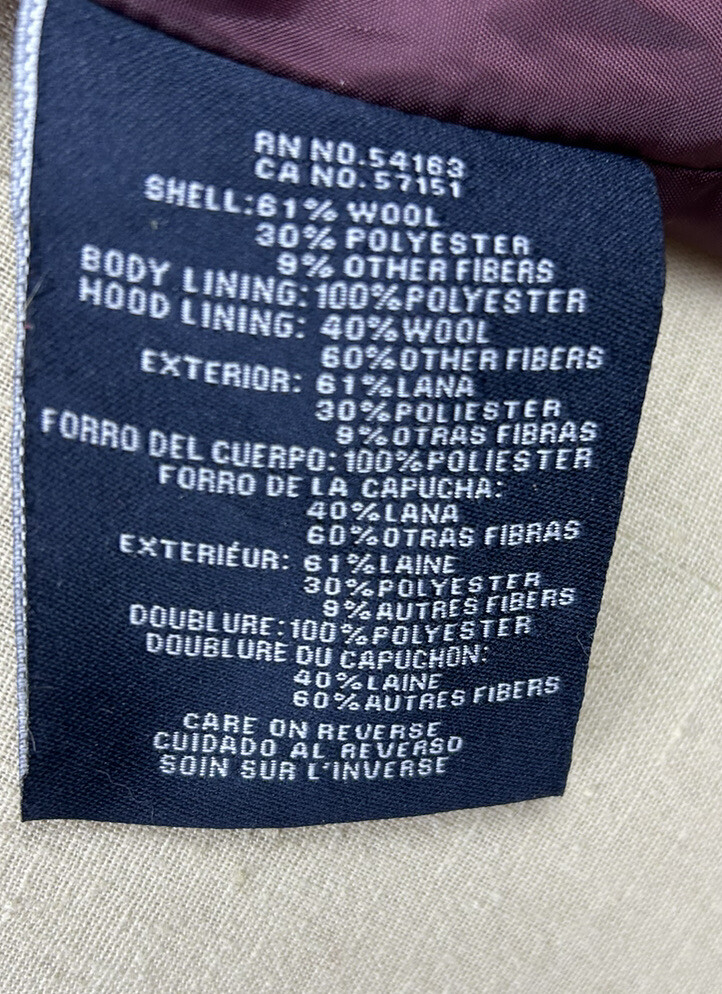 RN NO.54163
CA NO.57151
SHELL:61% WOOL
30% POLYESTER
9% OTHER FIBERS
BODY LINING:100%POLYESTER
HOOD LINING: 40%WOOL
60%OTHER FIBERS
EXTERIOR: 61%LANA
30%POLIESTER
9%OTRAS FIBRAS
FORRO DEL CUERPO:100%POLIESTER
FORRO DE LA CAPUCHA:
40%LANA
60%OTRAS FIBRAS
EXTERIÉUR: 61%LAINE
30%POLYESTER
9%AUTRES FIBERS
DOUBLURE:100%POLYESTER
DOUBLURE DU CAPUCHON:
40%LAINE
60%AUTRES FIBERS
CARE ON REVERSE
CUIDADO AL REVERSO
SOIN SUR L'INVERSE